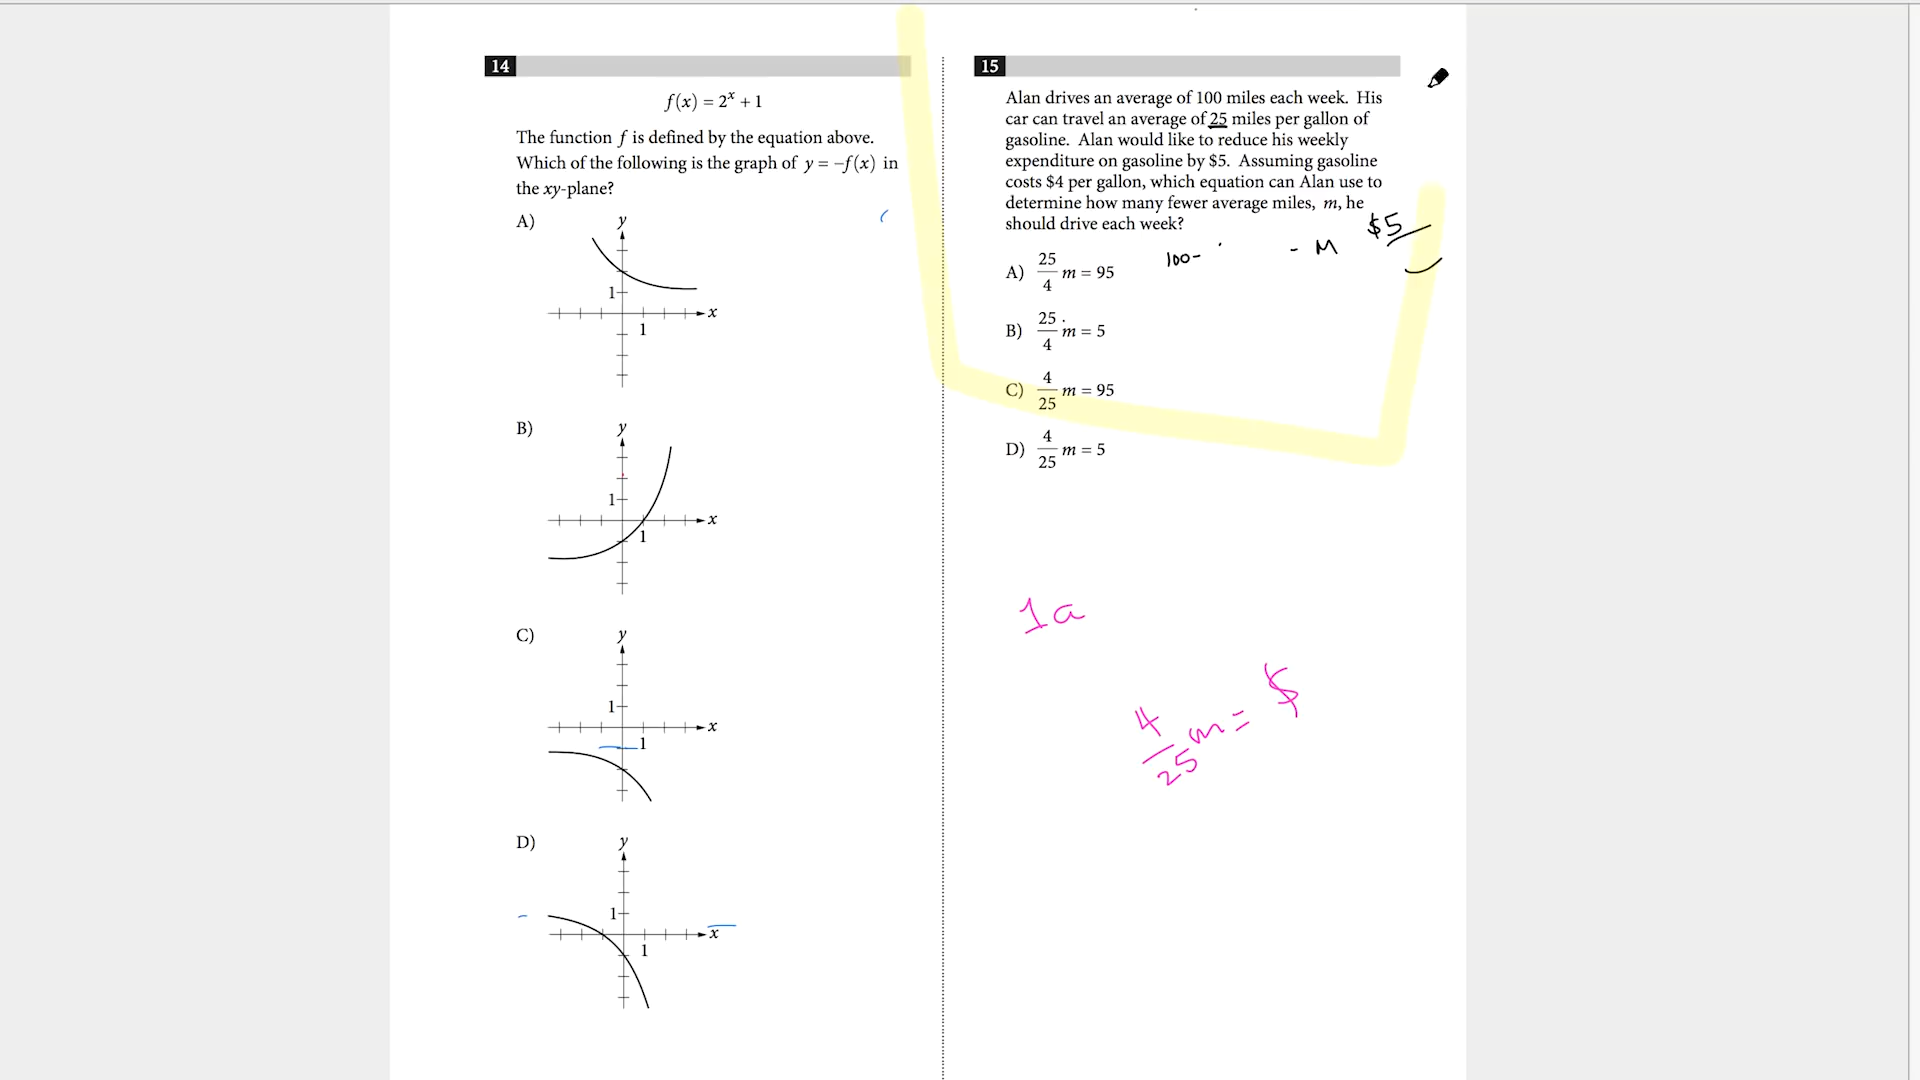 14
f(x) = 2ˣ + 1
The function f is defined by the equation above.
Which of the following is the graph of y = −f(x) in
the xy-plane?
A)
y
1
x
1
B)
y
1
x
1
C)
y
1
x
1
D)
y
1
x
1
15
Alan drives an average of 100 miles each week. His
car can travel an average of 25 miles per gallon of
gasoline. Alan would like to reduce his weekly
expenditure on gasoline by $5. Assuming gasoline
costs $4 per gallon, which equation can Alan use to
determine how many fewer average miles, m, he
should drive each week?
$5
100-
- M
A) 25/4 m = 95
B) 25/4 m = 5
C) 4/25 m = 95
D) 4/25 m = 5
1a
4/25 m = $